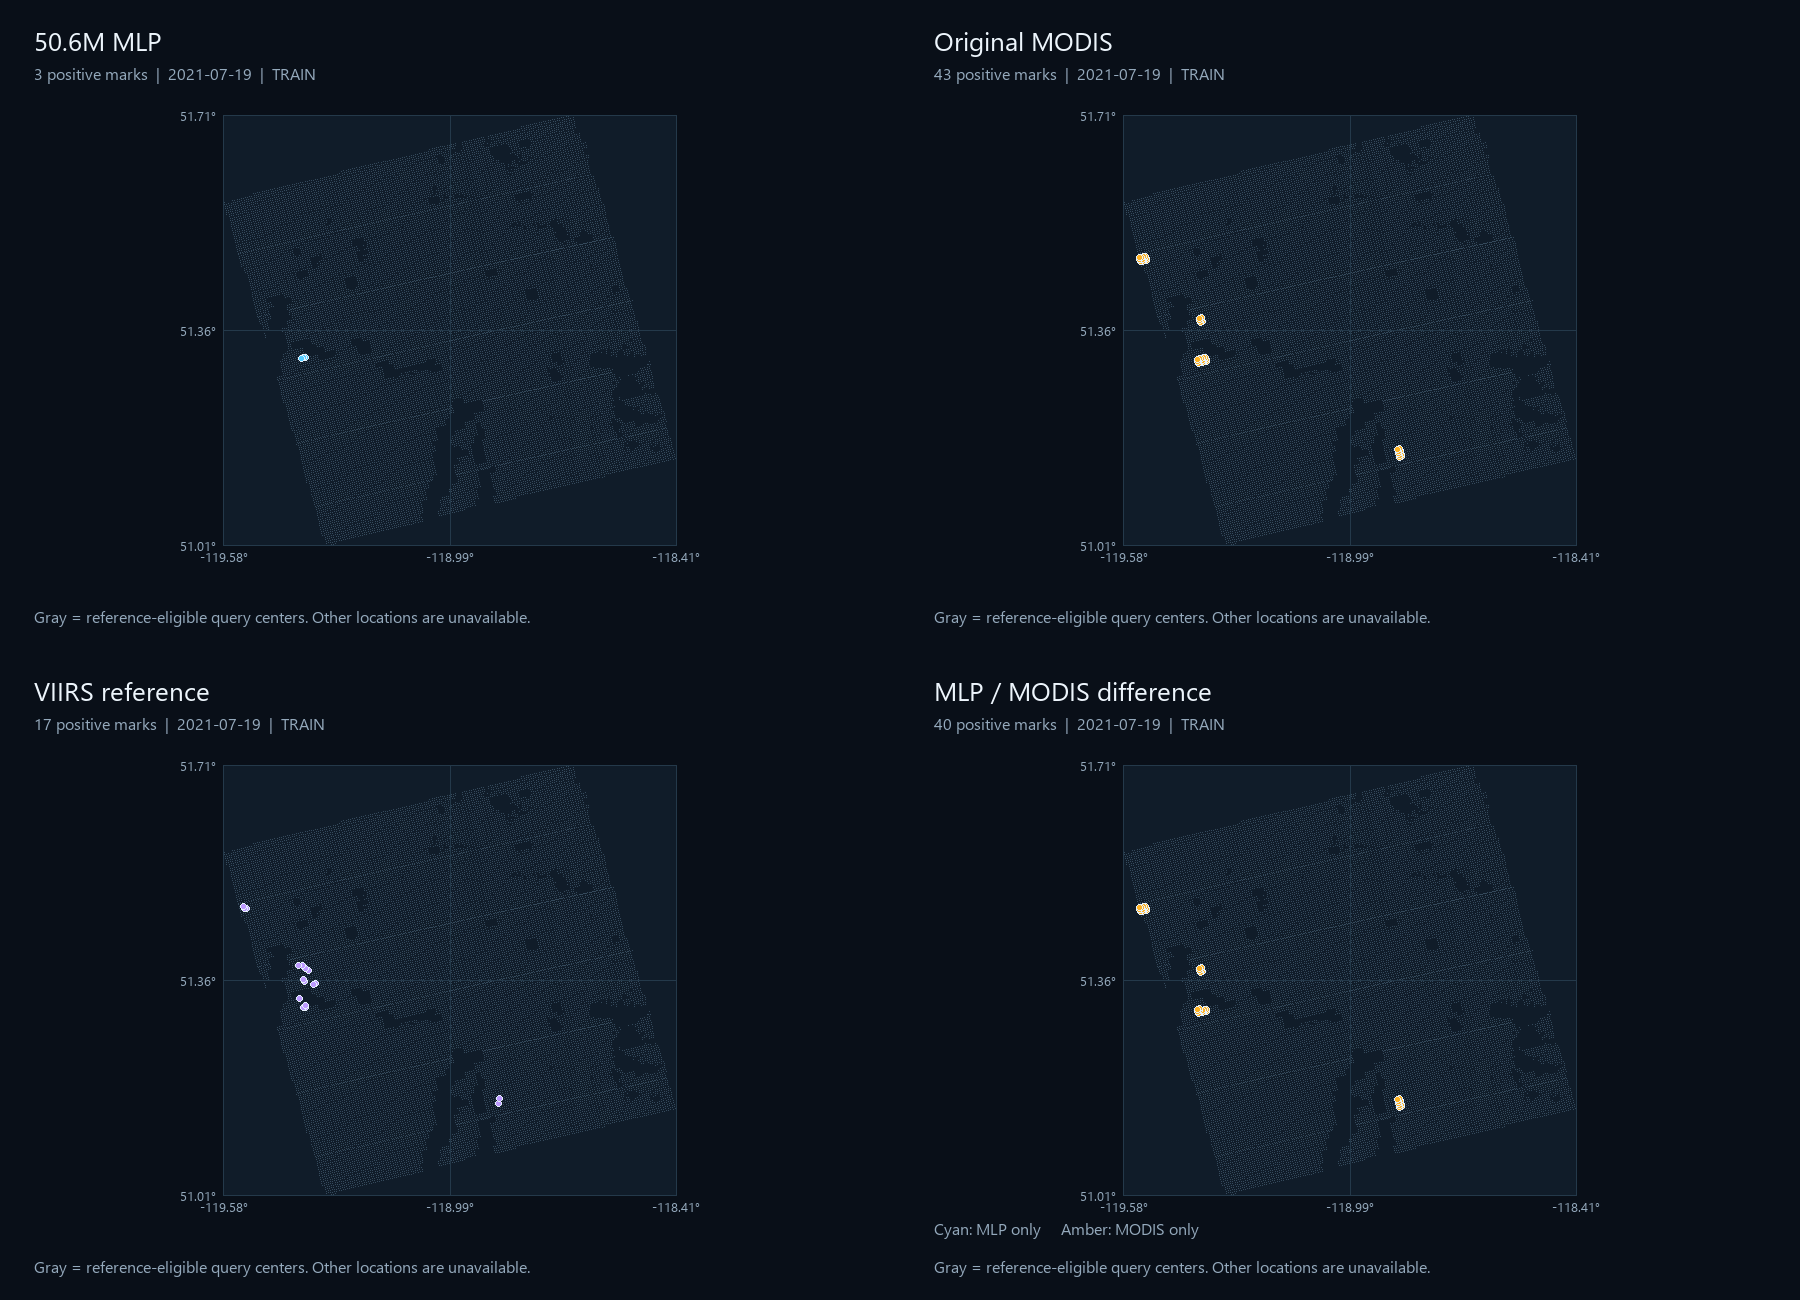 50.6M MLP
3 positive marks | 2021-07-19 | TRAIN
51.71°
51.36°
51.01°
-119.58°
-118.99°
-118.41°
Gray = reference-eligible query centers. Other locations are unavailable.
Original MODIS
43 positive marks | 2021-07-19 | TRAIN
51.71°
51.36°
51.01°
-119.58°
-118.99°
-118.41°
Gray = reference-eligible query centers. Other locations are unavailable.
VIIRS reference
17 positive marks | 2021-07-19 | TRAIN
51.71°
51.36°
51.01°
-119.58°
-118.99°
-118.41°
Gray = reference-eligible query centers. Other locations are unavailable.
MLP / MODIS difference
40 positive marks | 2021-07-19 | TRAIN
51.71°
51.36°
51.01°
-119.58°
-118.99°
-118.41°
Cyan: MLP only Amber: MODIS only
Gray = reference-eligible query centers. Other locations are unavailable.